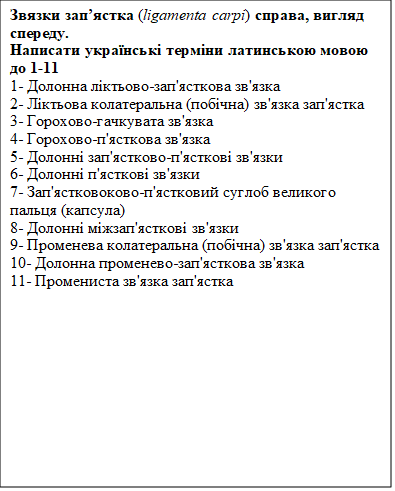 Звязки зап’ястка (ligamenta carpi) справа, вигляд
спереду.
Написати українські терміни латинською мовою
до 1-11
1- Долонна ліктьово-зап'ясткова зв'язка
2- Ліктьова колатеральна (побічна) зв'язка зап'ястка
3- Горохово-гачкувата зв'язка
4- Горохово-п'ясткова зв'язка
5- Долонні зап'ястково-п'ясткові зв'язки
6- Долонні п'ясткові зв'язки
7- Зап'ястковоково-п'ястковий суглоб великого
пальця (капсула)
8- Долонні міжзап'ясткові зв'язки
9- Променева колатеральна (побічна) зв'язка зап'ястка
10- Долонна променево-зап'ясткова зв'язка
11- Промениста зв'язка зап'ястка